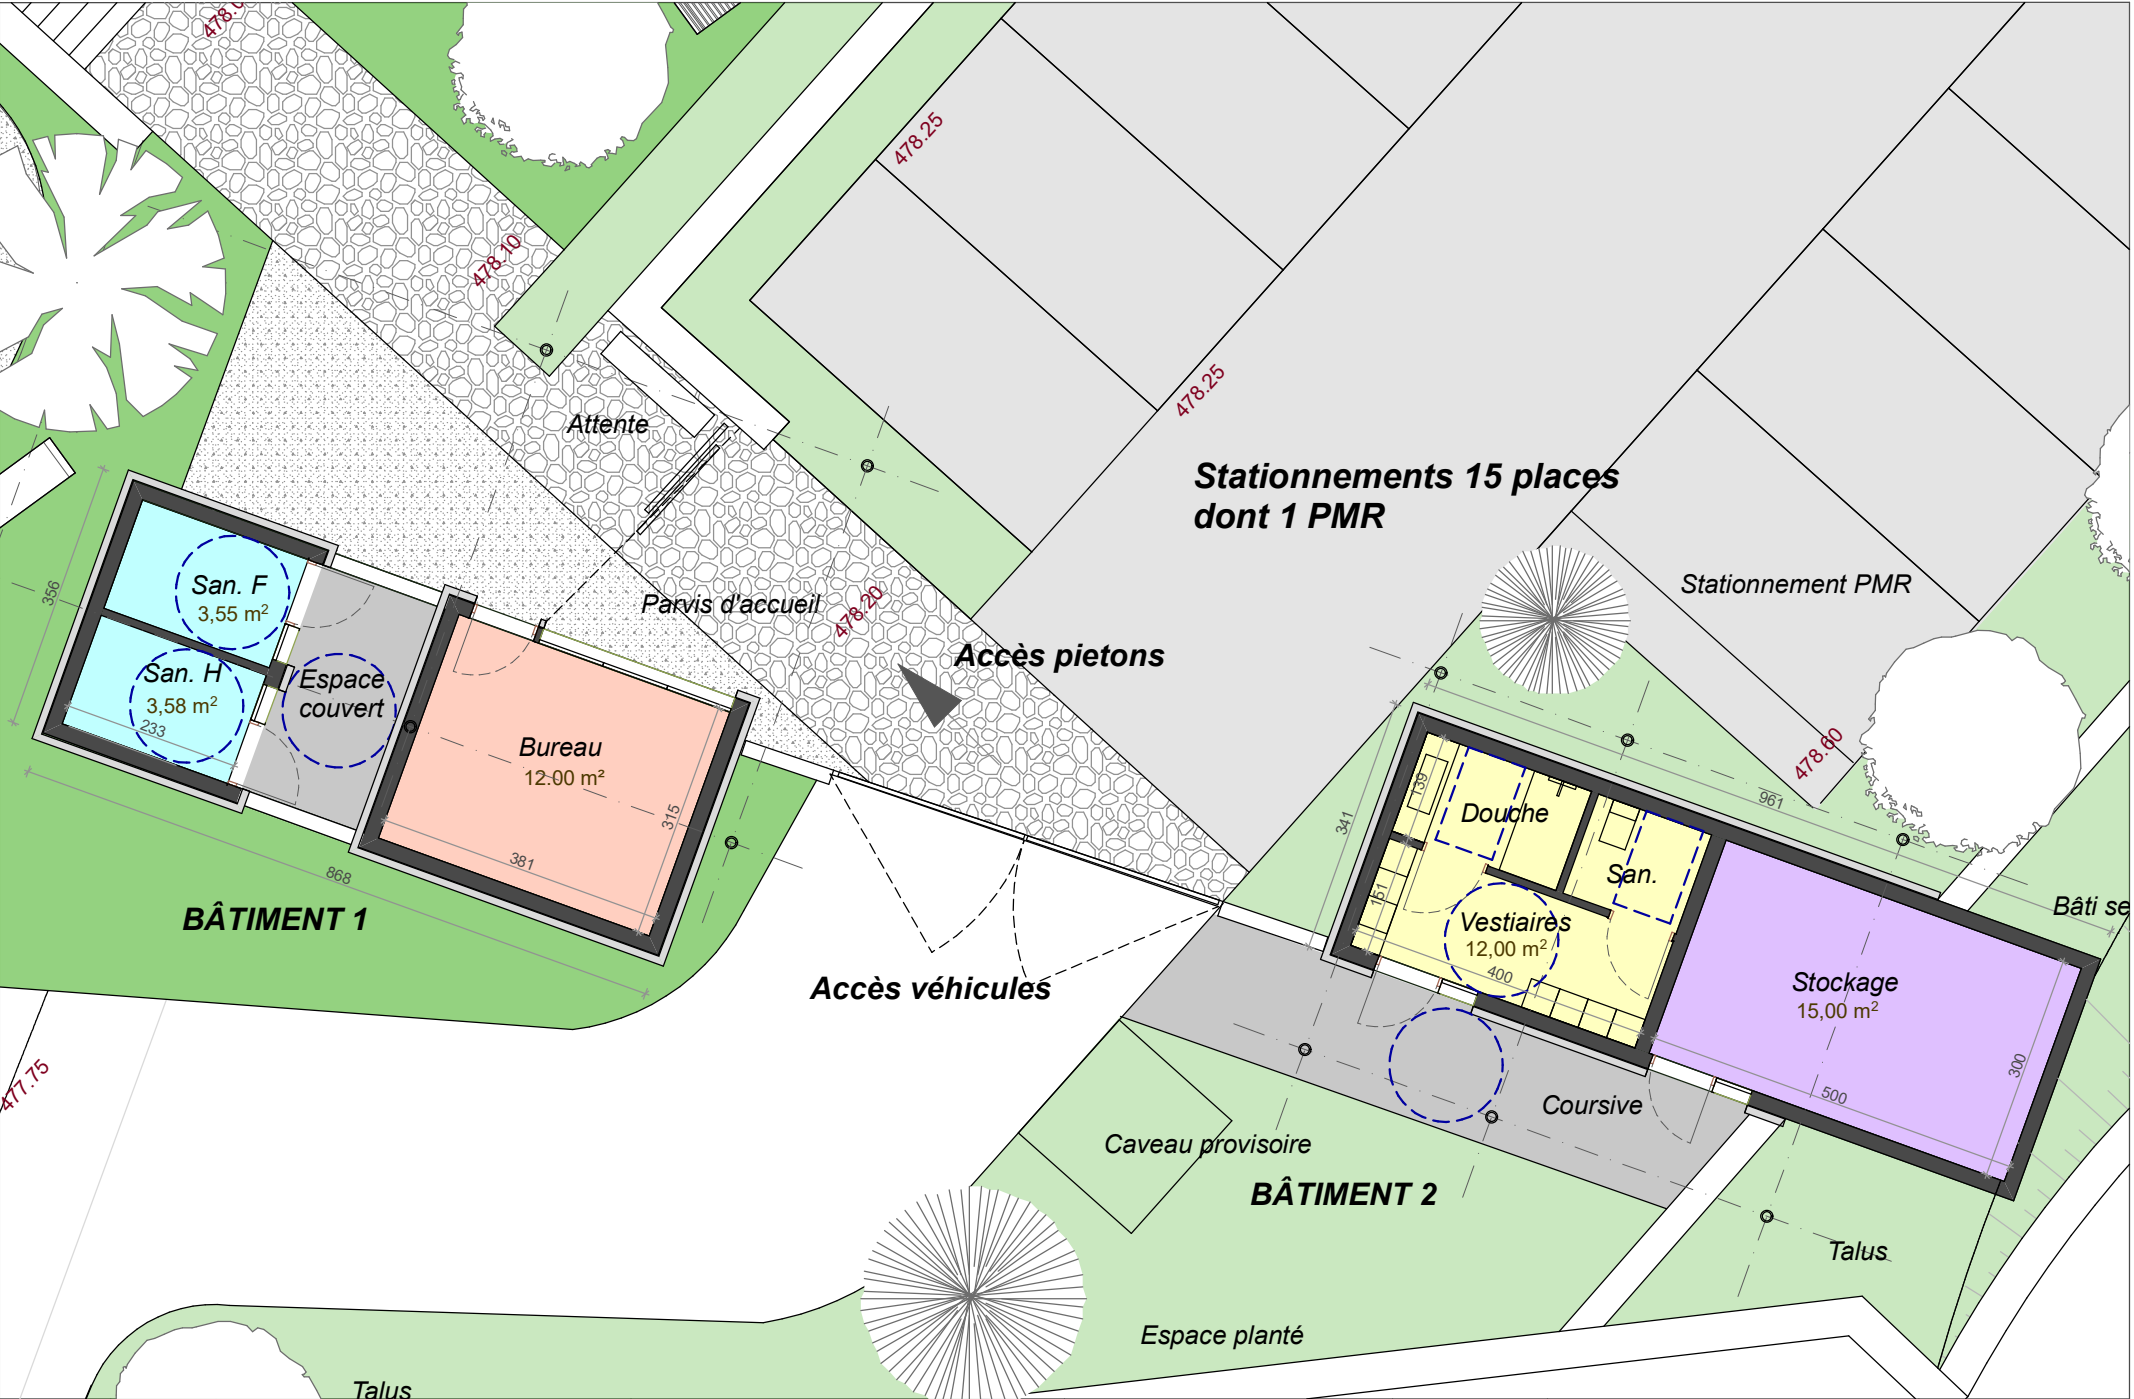 478.25
478.10
478.25
Attente
Stationnements 15 places
dont 1 PMR
Stationnement PMR
San. F
3,55 m²
356
Parvis d'accueil
478.20
Accès pietons
San. H
3,58 m²
233
Espace
couvert
Bureau
12.00 m²
315
381
868
BÂTIMENT 1
Accès véhicules
478.60
961
341
139
Douche
151
San.
Vestiaires
12,00 m²
400
Stockage
15,00 m²
300
500
Bâti se
Coursive
Caveau provisoire
BÂTIMENT 2
477.75
Talus
Espace planté
Talus